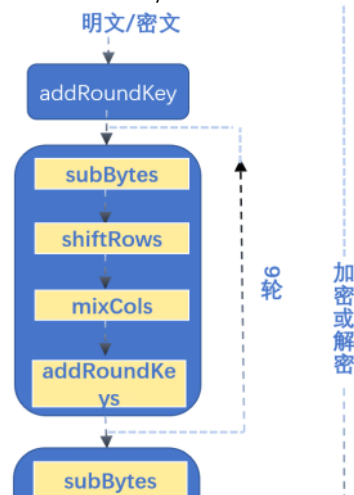 明文/密文
addRoundKey
subBytes
shiftRows
mixCols
addRoundKe
ys
9轮
加密或解密
subBytes